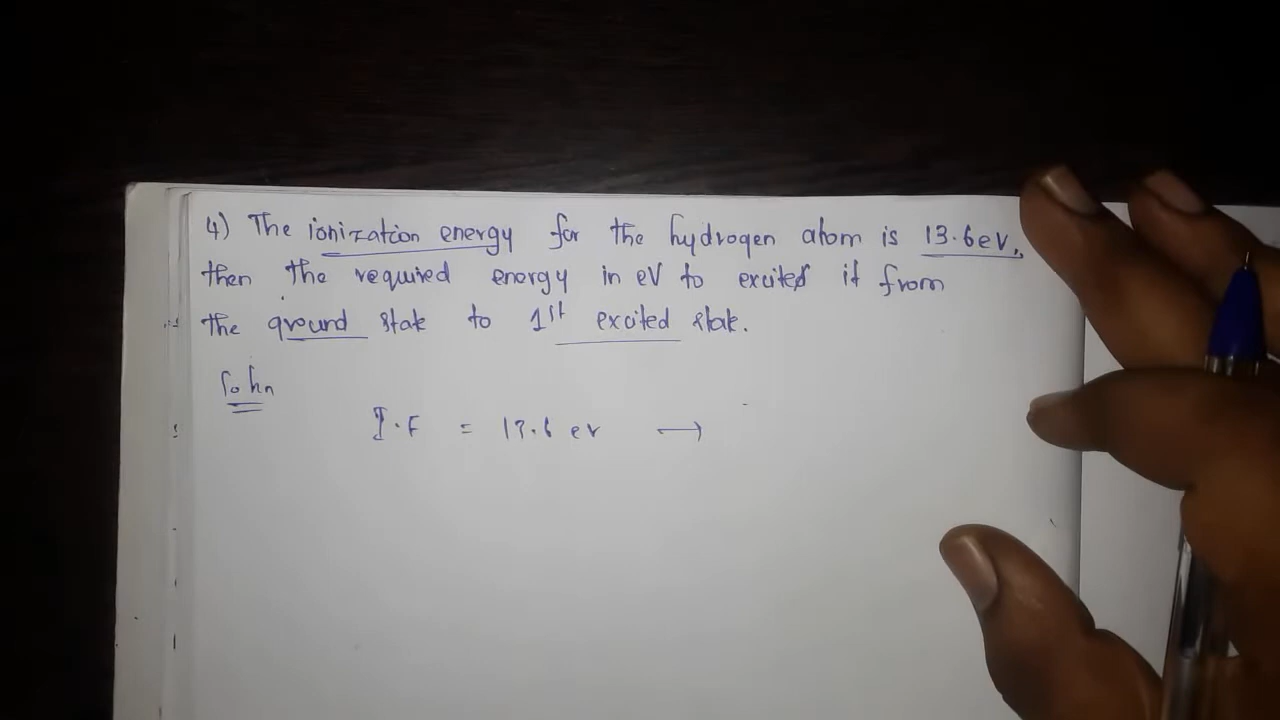 4) The ionization energy for the hydrogen atom is 13.6eV,
then the required energy in eV to excited it from
the ground state to 1st excited state.
Soln
I.E = 13.6 ev →